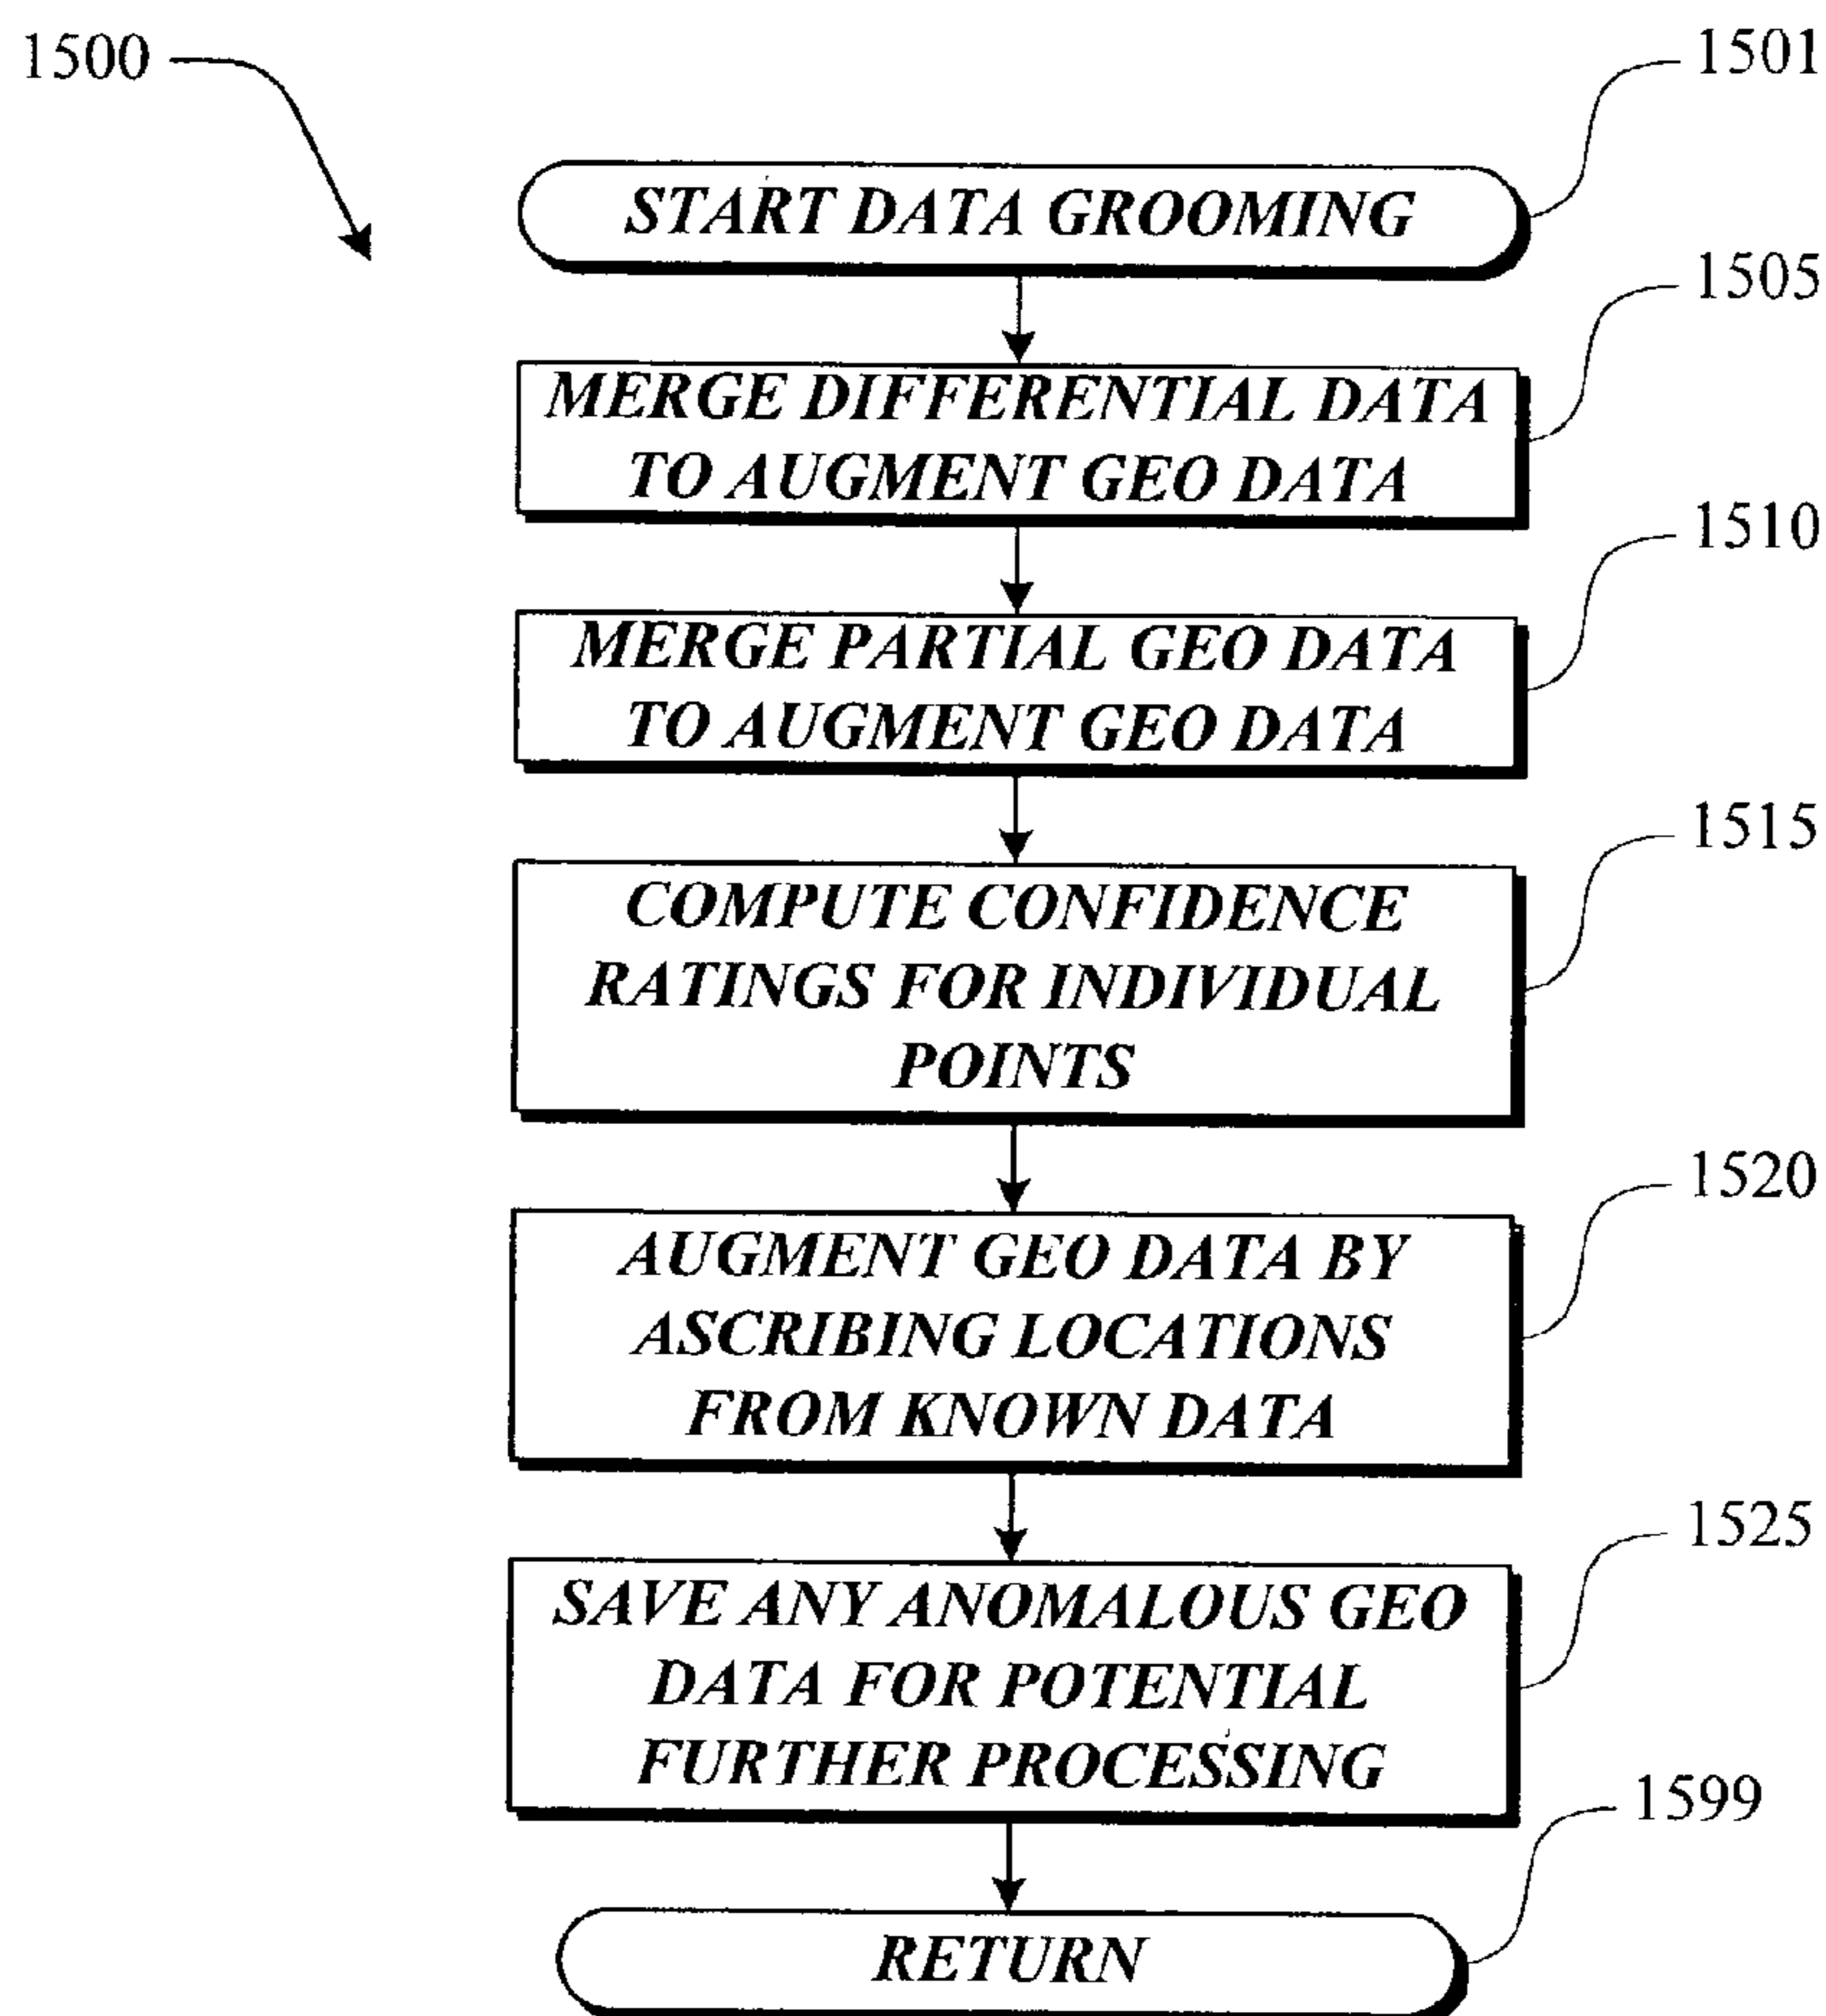 1500
1501
START DATA GROOMING
1505
MERGE DIFFERENTIAL DATA
TO AUGMENT GEO DATA
1510
MERGE PARTIAL GEO DATA
TO AUGMENT GEO DATA
1515
COMPUTE CONFIDENCE
RATINGS FOR INDIVIDUAL
POINTS
1520
AUGMENT GEO DATA BY
ASCRIBING LOCATIONS
FROM KNOWN DATA
1525
SAVE ANY ANOMALOUS GEO
DATA FOR POTENTIAL
FURTHER PROCESSING
1599
RETURN